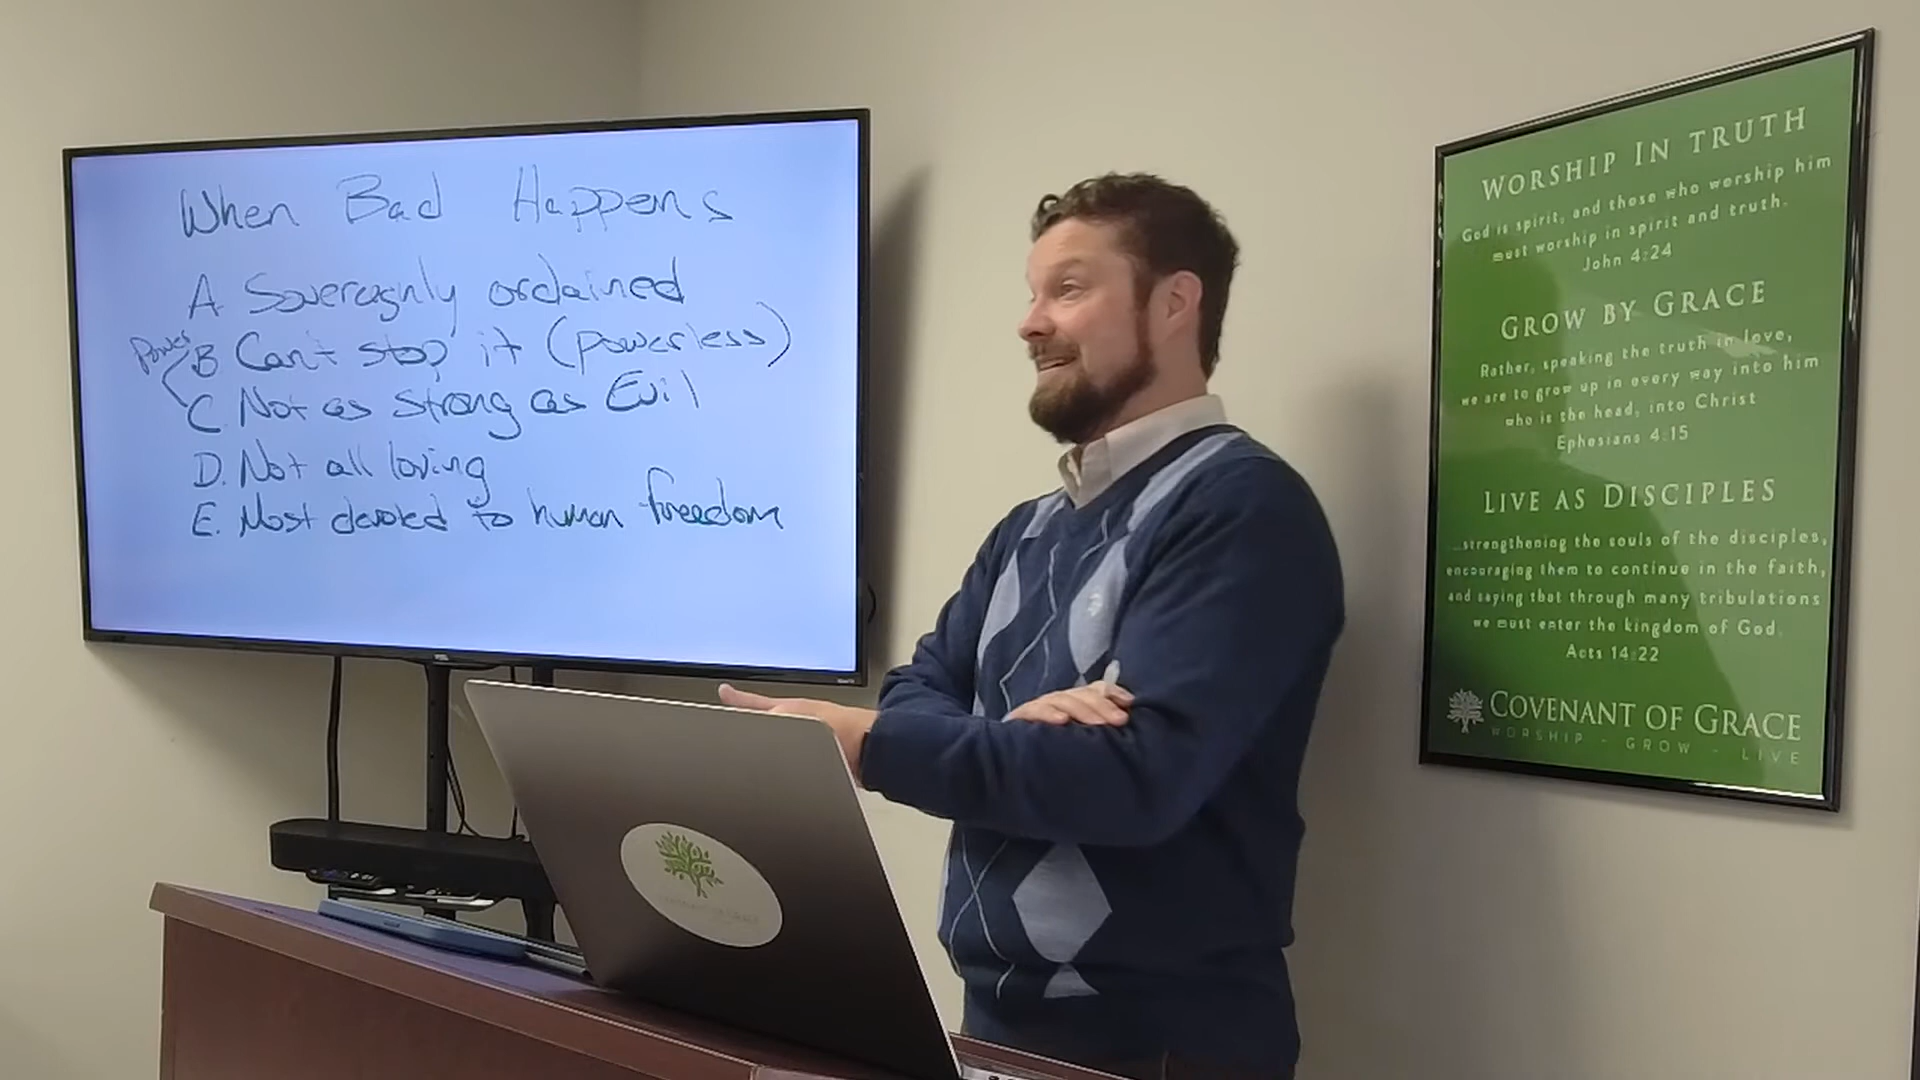 When Bad Happens
A. Sovereignly ordained
Power
B Can't stop it (powerless)
C. Not as strong as Evil
D. Not all loving
E. Most devoted to human freedom
WORSHIP IN TRUTH
God is spirit, and those who worship him
must worship in spirit and truth.
John 4:24
GROW BY GRACE
Rather, speaking the truth in love,
we are to grow up in every way into him
who is the head, into Christ
Ephesians 4:15
LIVE AS DISCIPLES
...strengthening the souls of the disciples,
encouraging them to continue in the faith,
and saying that through many tribulations
we must enter the kingdom of God.
Acts 14:22
COVENANT OF GRACE
WORSHIP - GROW - LIVE
COVENANT OF GRACE